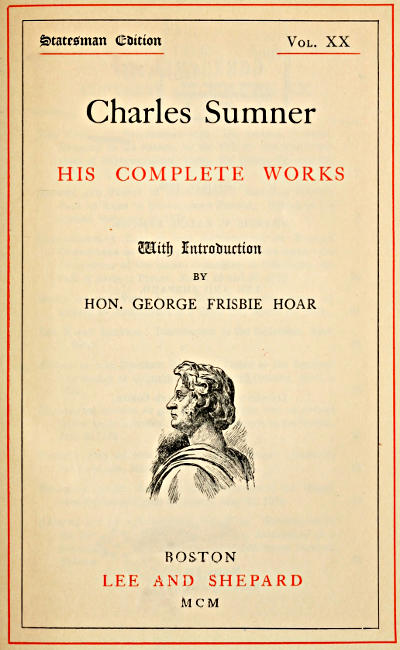 Statesman Edition Vol. XX
Charles Sumner
HIS COMPLETE WORKS
With Introduction
BY
HON. GEORGE FRISBIE HOAR
BOSTON
LEE AND SHEPARD
MCM